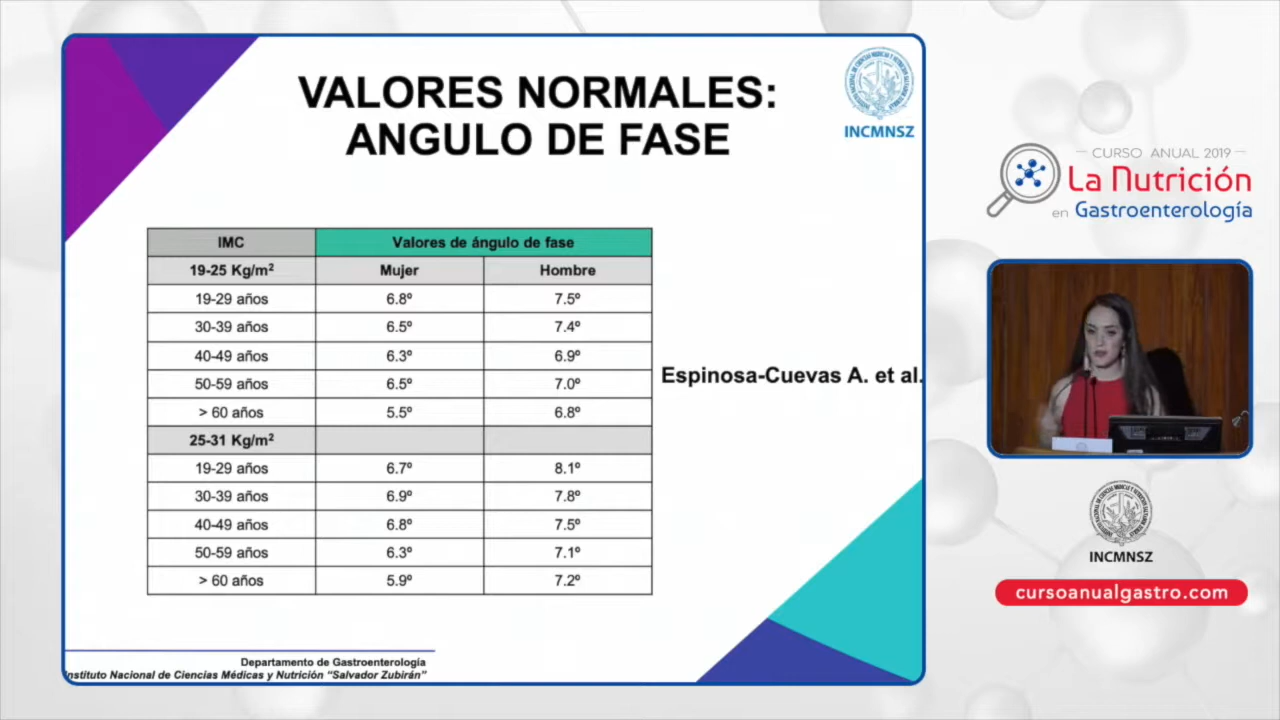 VALORES NORMALES:
ANGULO DE FASE
INCMNSZ
IMC Valores de ángulo de fase
19-25 Kg/m² Mujer Hombre
19-29 años 6.8º 7.5º
30-39 años 6.5º 7.4º
40-49 años 6.3º 6.9º
50-59 años 6.5º 7.0º
> 60 años 5.5º 6.8º
25-31 Kg/m²
19-29 años 6.7º 8.1º
30-39 años 6.9º 7.8º
40-49 años 6.8º 7.5º
50-59 años 6.3º 7.1º
> 60 años 5.9º 7.2º
Espinosa-Cuevas A. et al.
Departamento de Gastroenterología
Instituto Nacional de Ciencias Médicas y Nutrición “Salvador Zubirán”
CURSO ANUAL 2019
La Nutrición
en Gastroenterología
INCMNSZ
cursoanualgastro.com